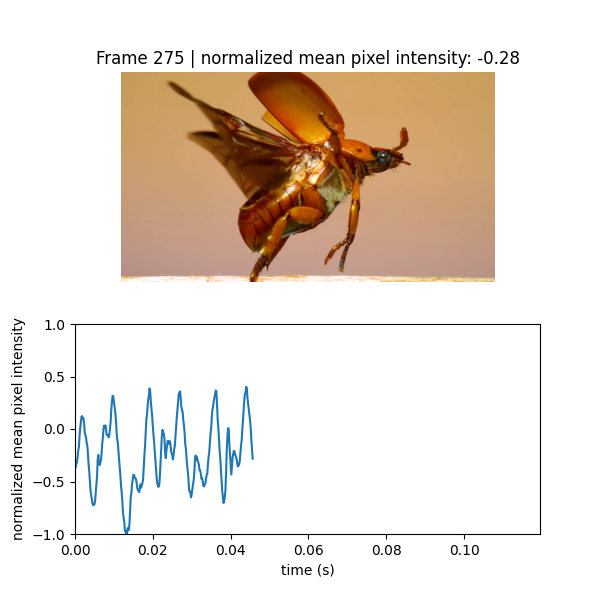 Frame 275 | normalized mean pixel intensity: -0.28
normalized mean pixel intensity
1.0
0.5
0.0
−0.5
−1.0
0.00 0.02 0.04 0.06 0.08 0.10
time (s)